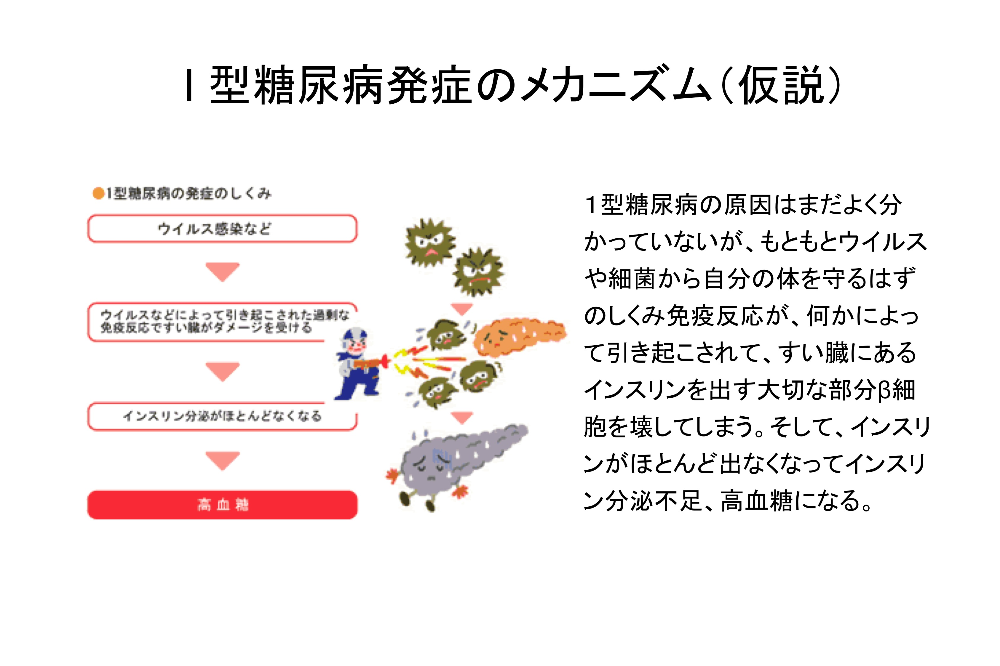 Ⅰ型糖尿病発症のメカニズム（仮説）
●1型糖尿病の発症のしくみ
ウイルス感染など
ウイルスなどによって引き起こされた過剰な
免疫反応ですい臓がダメージを受ける
インスリン分泌がほとんどなくなる
高血糖
１型糖尿病の原因はまだよく分
かっていないが、もともとウイルス
や細菌から自分の体を守るはず
のしくみ免疫反応が、何かによっ
て引き起こされて、すい臓にある
インスリンを出す大切な部分β細
胞を壊してしまう。そして、インスリ
ンがほとんど出なくなってインスリ
ン分泌不足、高血糖になる。